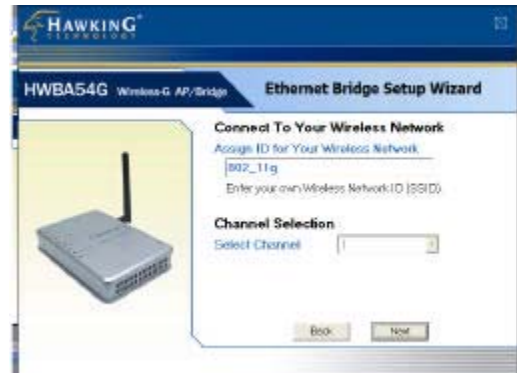 HAWKING
TECHNOLOGY
HWBA54G Wireless-G AP/Bridge
Ethernet Bridge Setup Wizard
Connect To Your Wireless Network
Assign ID for Your Wireless Network
802_11g
Enter your own Wireless Network ID (SSID)
Channel Selection
Select Channel 1
Back Next